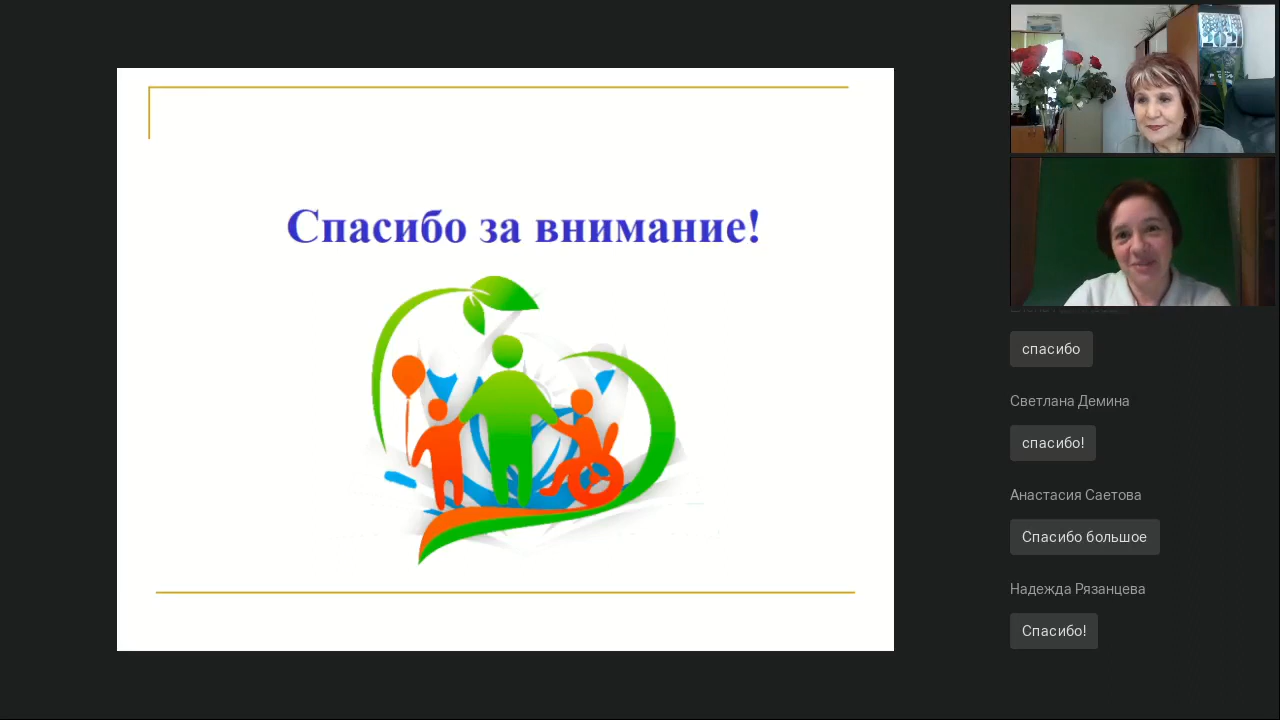 Спасибо за внимание!
спасибо
Светлана Демина
спасибо!
Анастасия Саетова
Спасибо большое
Надежда Рязанцева
Спасибо!